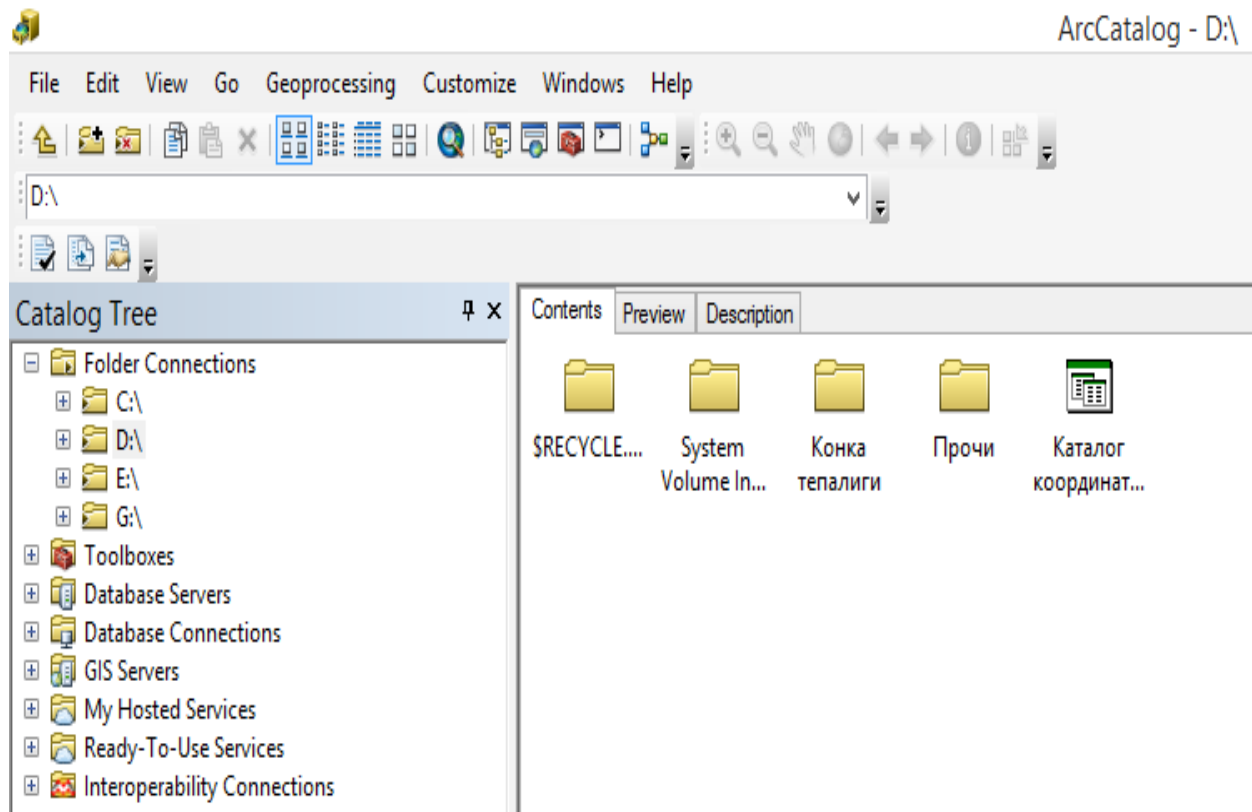 ArcCatalog - D:\
File Edit View Go Geoprocessing Customize Windows Help
D:\
Catalog Tree
Folder Connections
C:\
D:\
E:\
G:\
Toolboxes
Database Servers
Database Connections
GIS Servers
My Hosted Services
Ready-To-Use Services
Interoperability Connections
Contents Preview Description
$RECYCLE....
System
Volume In...
Конка
тепалиги
Прочи
Каталог
координат...